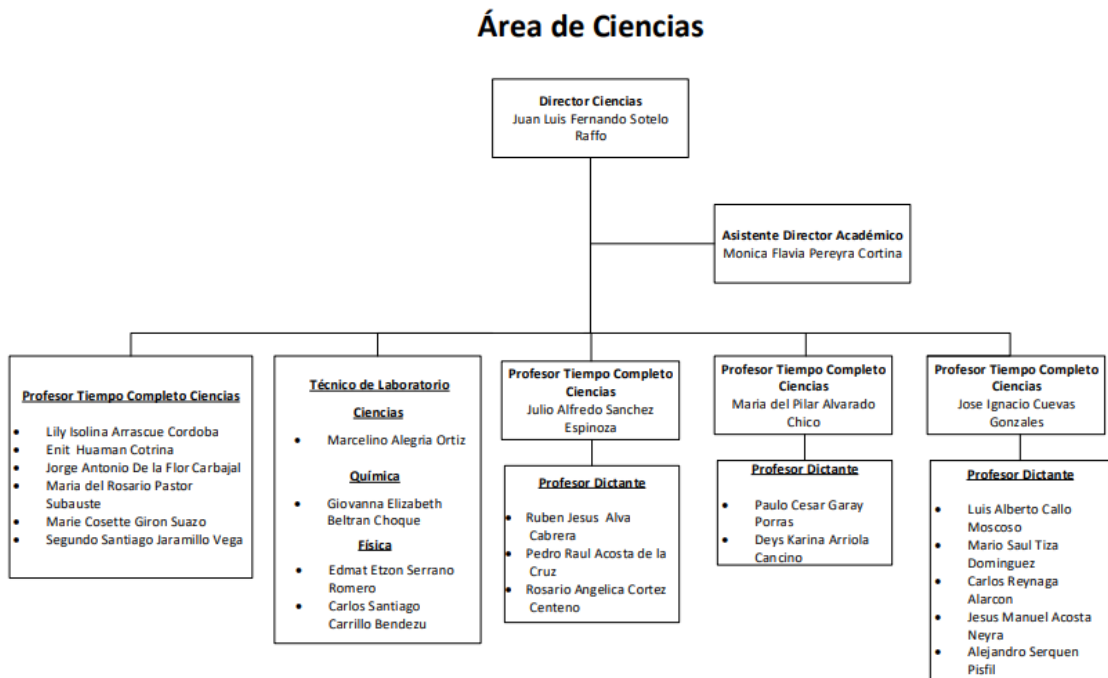 Área de Ciencias
Director Ciencias
Juan Luis Fernando Sotelo
Raffo
Asistente Director Académico
Monica Flavia Pereyra Cortina
Profesor Tiempo Completo Ciencias
• Lily Isolina Arrascue Cordoba
• Enit Huaman Cotrina
• Jorge Antonio De la Flor Carbajal
• Maria del Rosario Pastor
Subauste
• Marie Cosette Giron Suazo
• Segundo Santiago Jaramillo Vega
Técnico de Laboratorio
Ciencias
• Marcelino Alegria Ortiz
Química
• Giovanna Elizabeth
Beltran Choque
Física
• Edmat Etzon Serrano
Romero
• Carlos Santiago
Carrillo Bendezu
Profesor Tiempo Completo
Ciencias
Julio Alfredo Sanchez
Espinoza
Profesor Dictante
• Ruben Jesus Alva
Cabrera
• Pedro Raul Acosta de la
Cruz
• Rosario Angelica Cortez
Centeno
Profesor Tiempo Completo
Ciencias
Maria del Pilar Alvarado
Chico
Profesor Dictante
• Paulo Cesar Garay
Porras
• Deys Karina Arriola
Cancino
Profesor Tiempo Completo
Ciencias
Jose Ignacio Cuevas
Gonzales
Profesor Dictante
• Luis Alberto Callo
Moscoso
• Mario Saul Tiza
Dominguez
• Carlos Reynaga
Alarcon
• Jesus Manuel Acosta
Neyra
• Alejandro Serquen
Pisfil